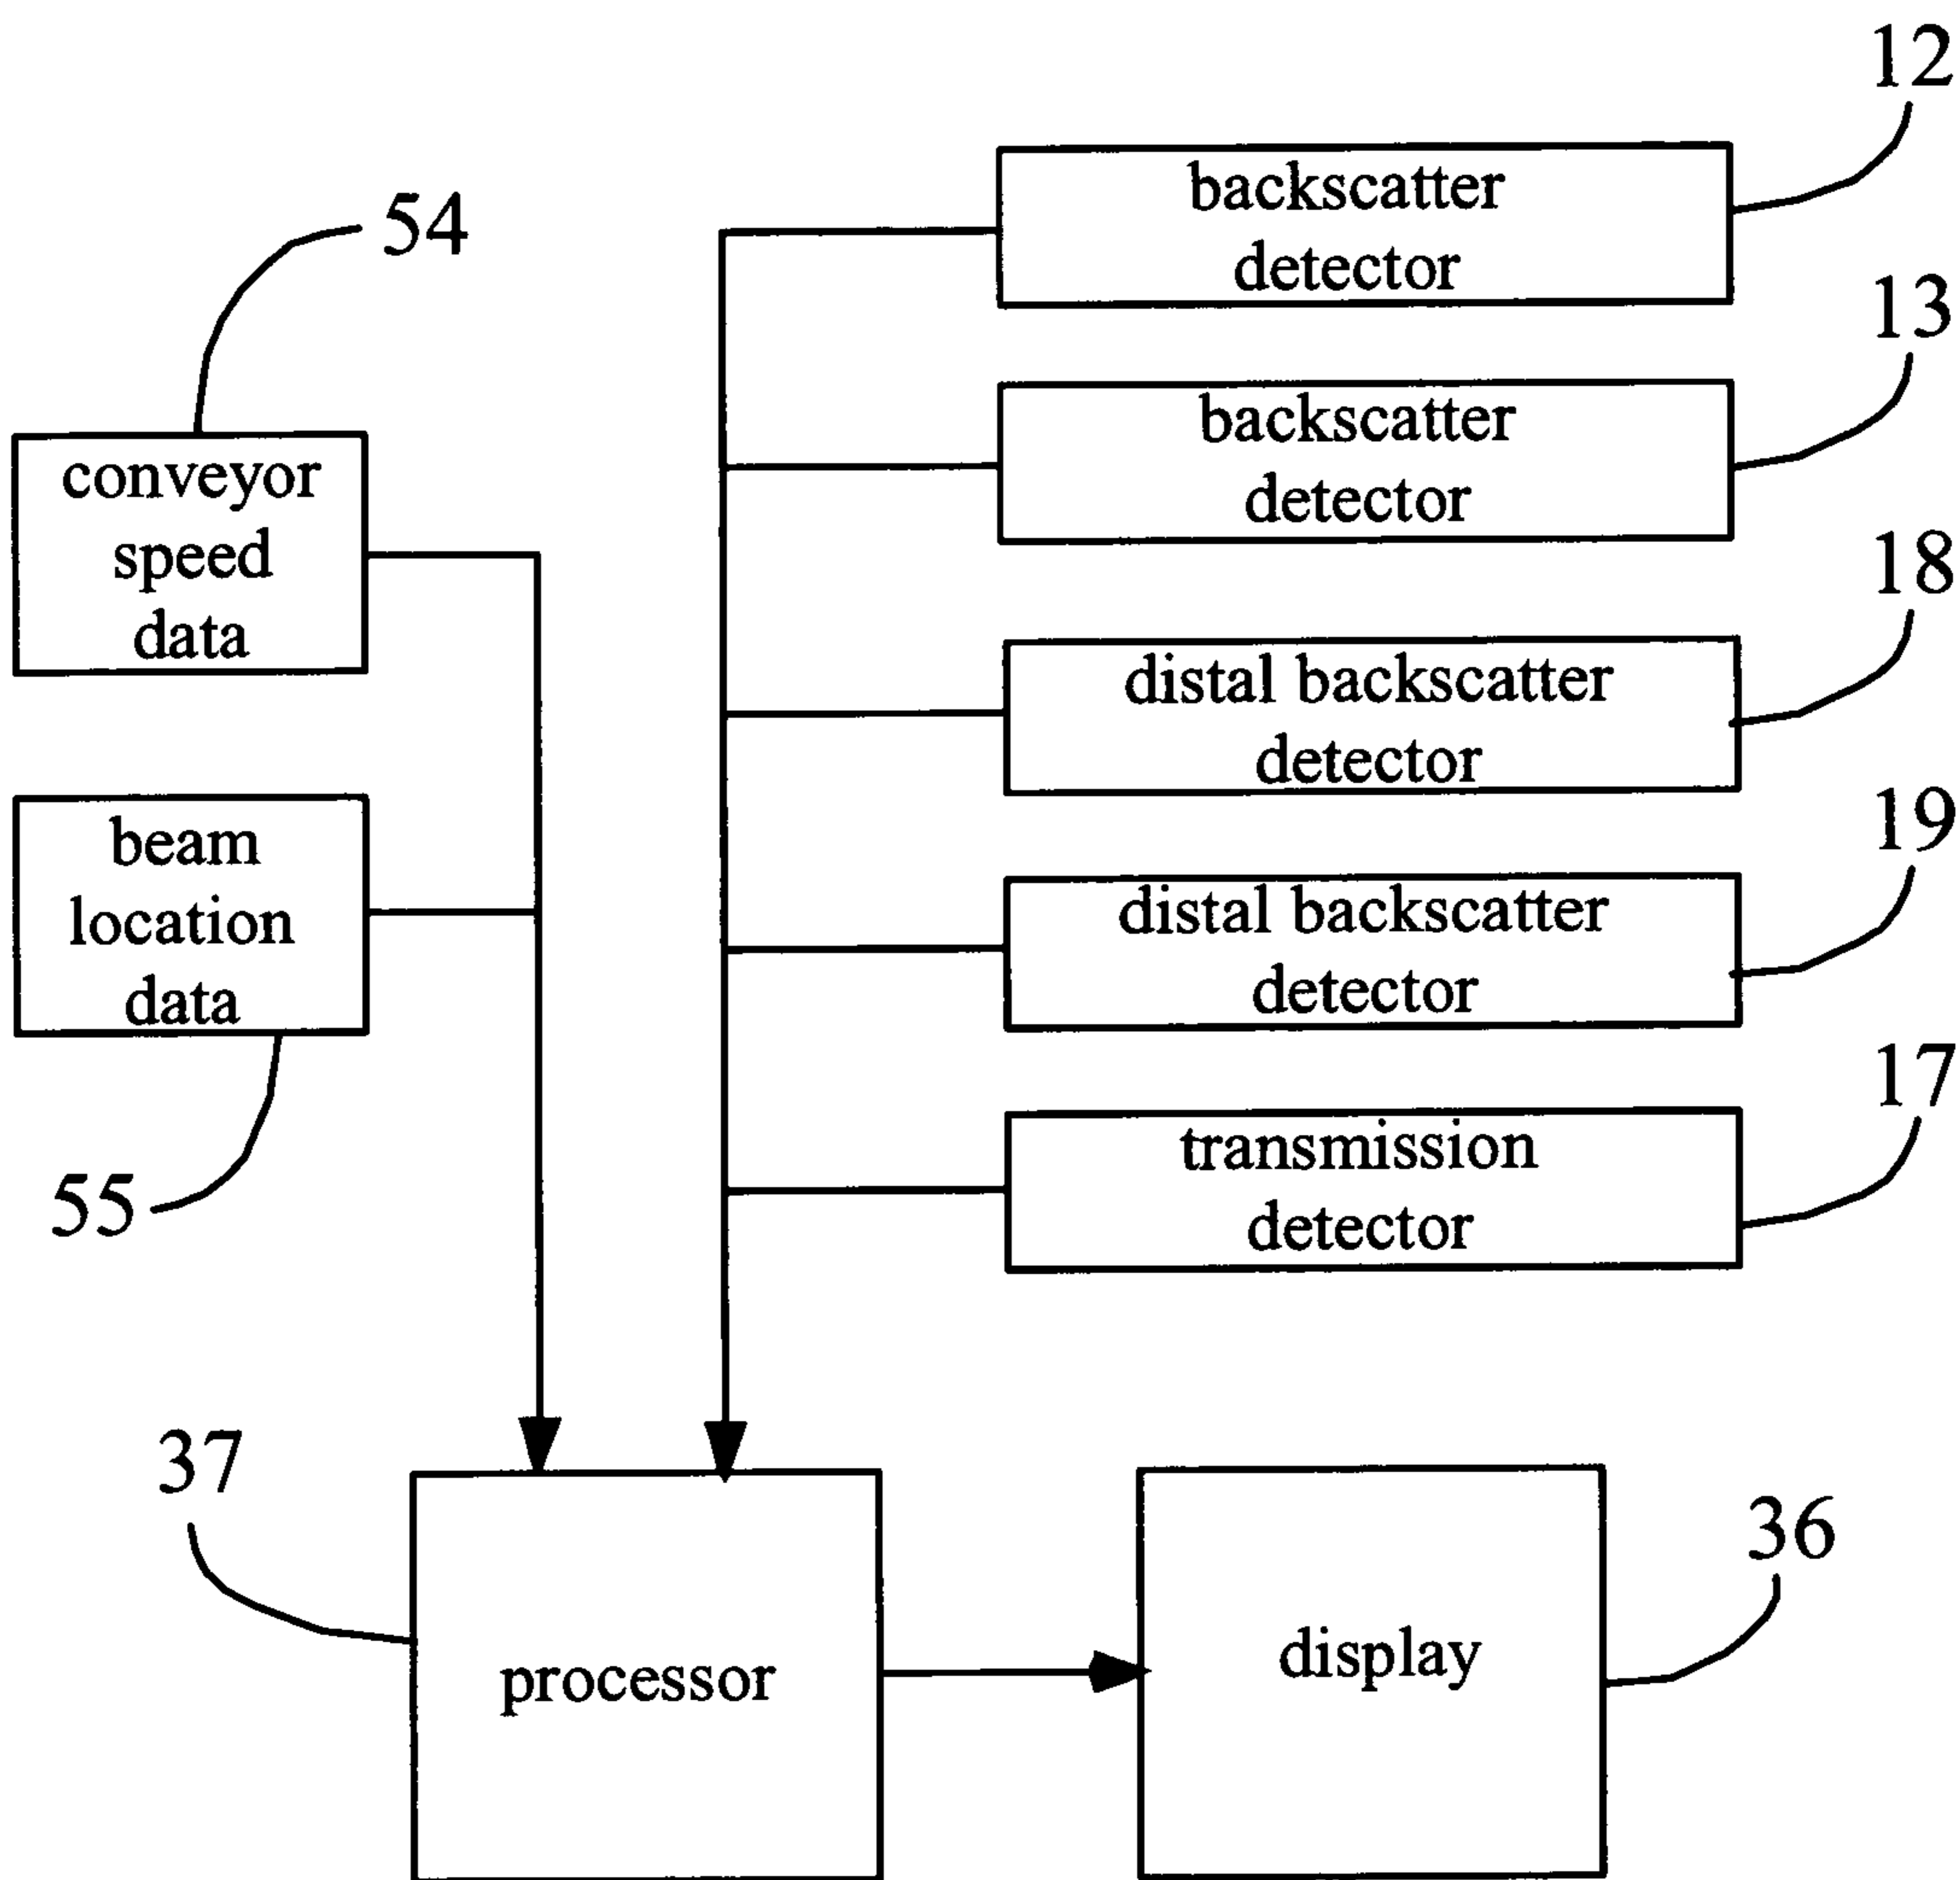 12
backscatter
detector
54
13
backscatter
detector
conveyor
speed
data
18
distal backscatter
detector
beam
location
data
19
distal backscatter
detector
55
17
transmission
detector
37
processor
36
display